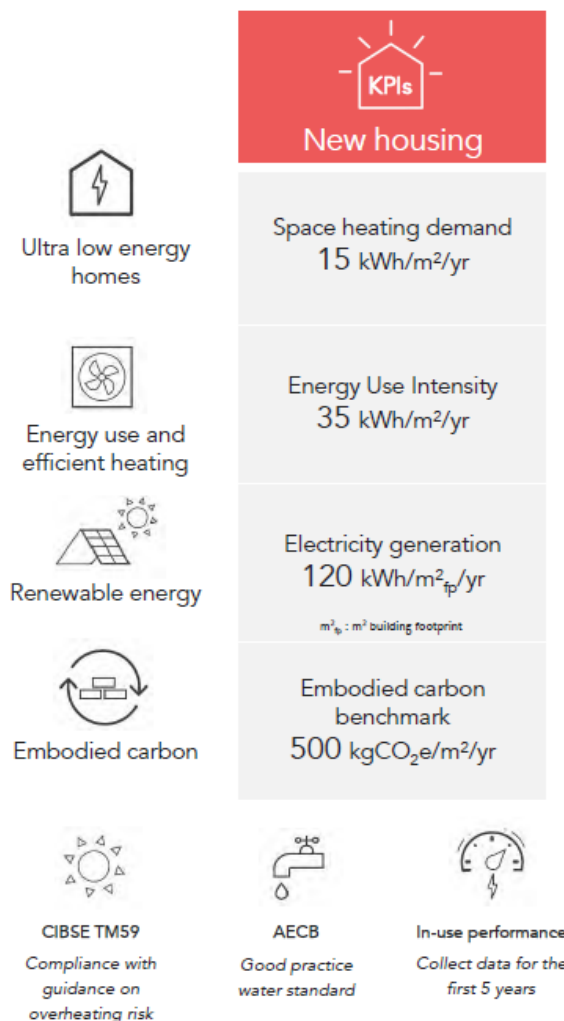 KPIs
New housing
Ultra low energy
homes
Space heating demand
15 kWh/m²/yr
Energy use and
efficient heating
Energy Use Intensity
35 kWh/m²/yr
Renewable energy
Electricity generation
120 kWh/m²fp/yr
m²fp : m² building footprint
Embodied carbon
Embodied carbon
benchmark
500 kgCO₂e/m²/yr
CIBSE TM59
Compliance with
guidance on
overheating risk
AECB
Good practice
water standard
In-use performance
Collect data for the
first 5 years